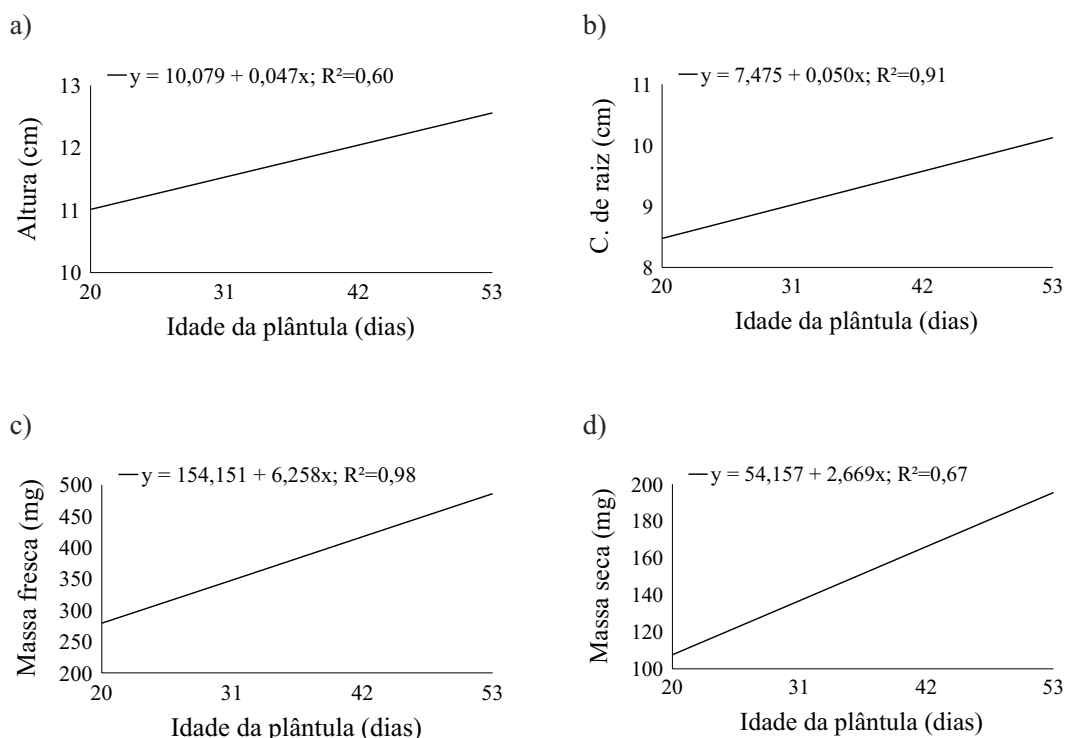 a)
y = 10,079 + 0,047x; R²=0,60
13
12
11
10
Altura (cm)
20 31 42 53
Idade da plântula (dias)
b)
y = 7,475 + 0,050x; R²=0,91
11
10
9
8
C. de raiz (cm)
20 31 42 53
Idade da plântula (dias)
c)
y = 154,151 + 6,258x; R²=0,98
500
450
400
350
300
250
200
Massa fresca (mg)
20 31 42 53
Idade da plântula (dias)
d)
y = 54,157 + 2,669x; R²=0,67
200
180
160
140
120
100
Massa seca (mg)
20 31 42 53
Idade da plântula (dias)